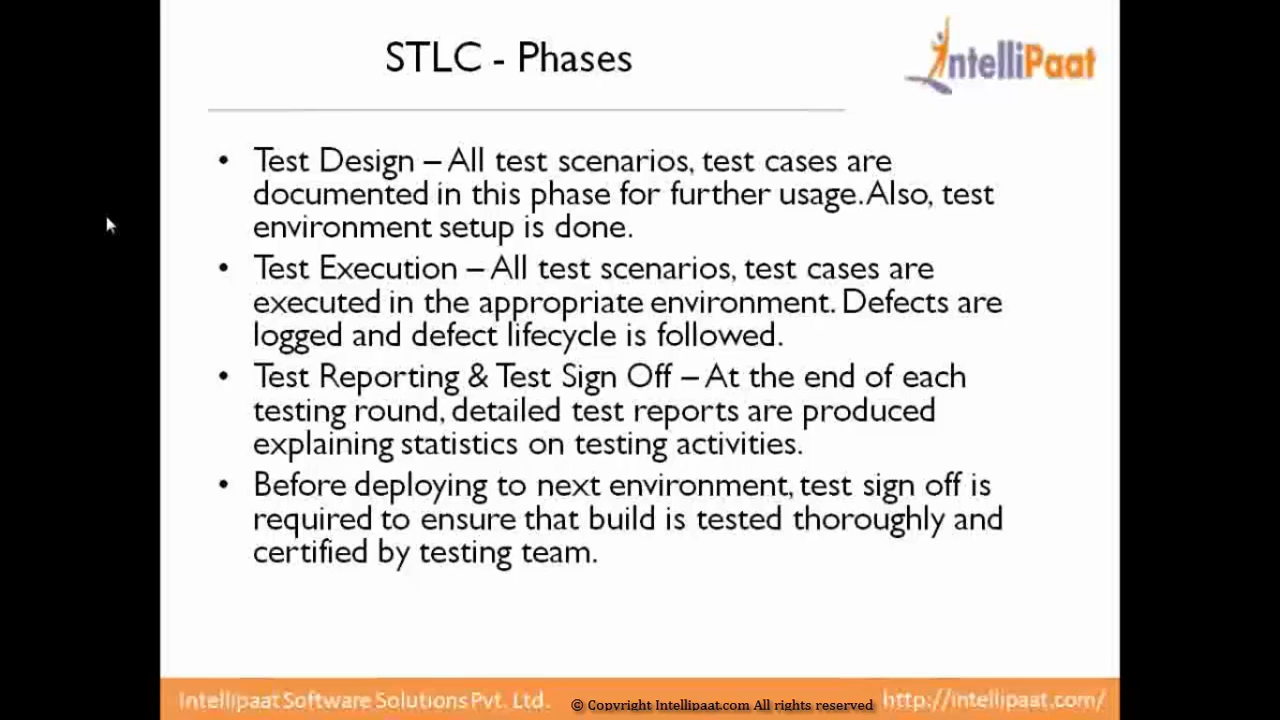 STLC - Phases
IntelliPaat
• Test Design – All test scenarios, test cases are
documented in this phase for further usage. Also, test
environment setup is done.
• Test Execution – All test scenarios, test cases are
executed in the appropriate environment. Defects are
logged and defect lifecycle is followed.
• Test Reporting & Test Sign Off – At the end of each
testing round, detailed test reports are produced
explaining statistics on testing activities.
• Before deploying to next environment, test sign off is
required to ensure that build is tested thoroughly and
certified by testing team.
Intellipaat Software Solutions Pvt. Ltd.
© Copyright Intellipaat.com All rights reserved
http://intellipaat.com/